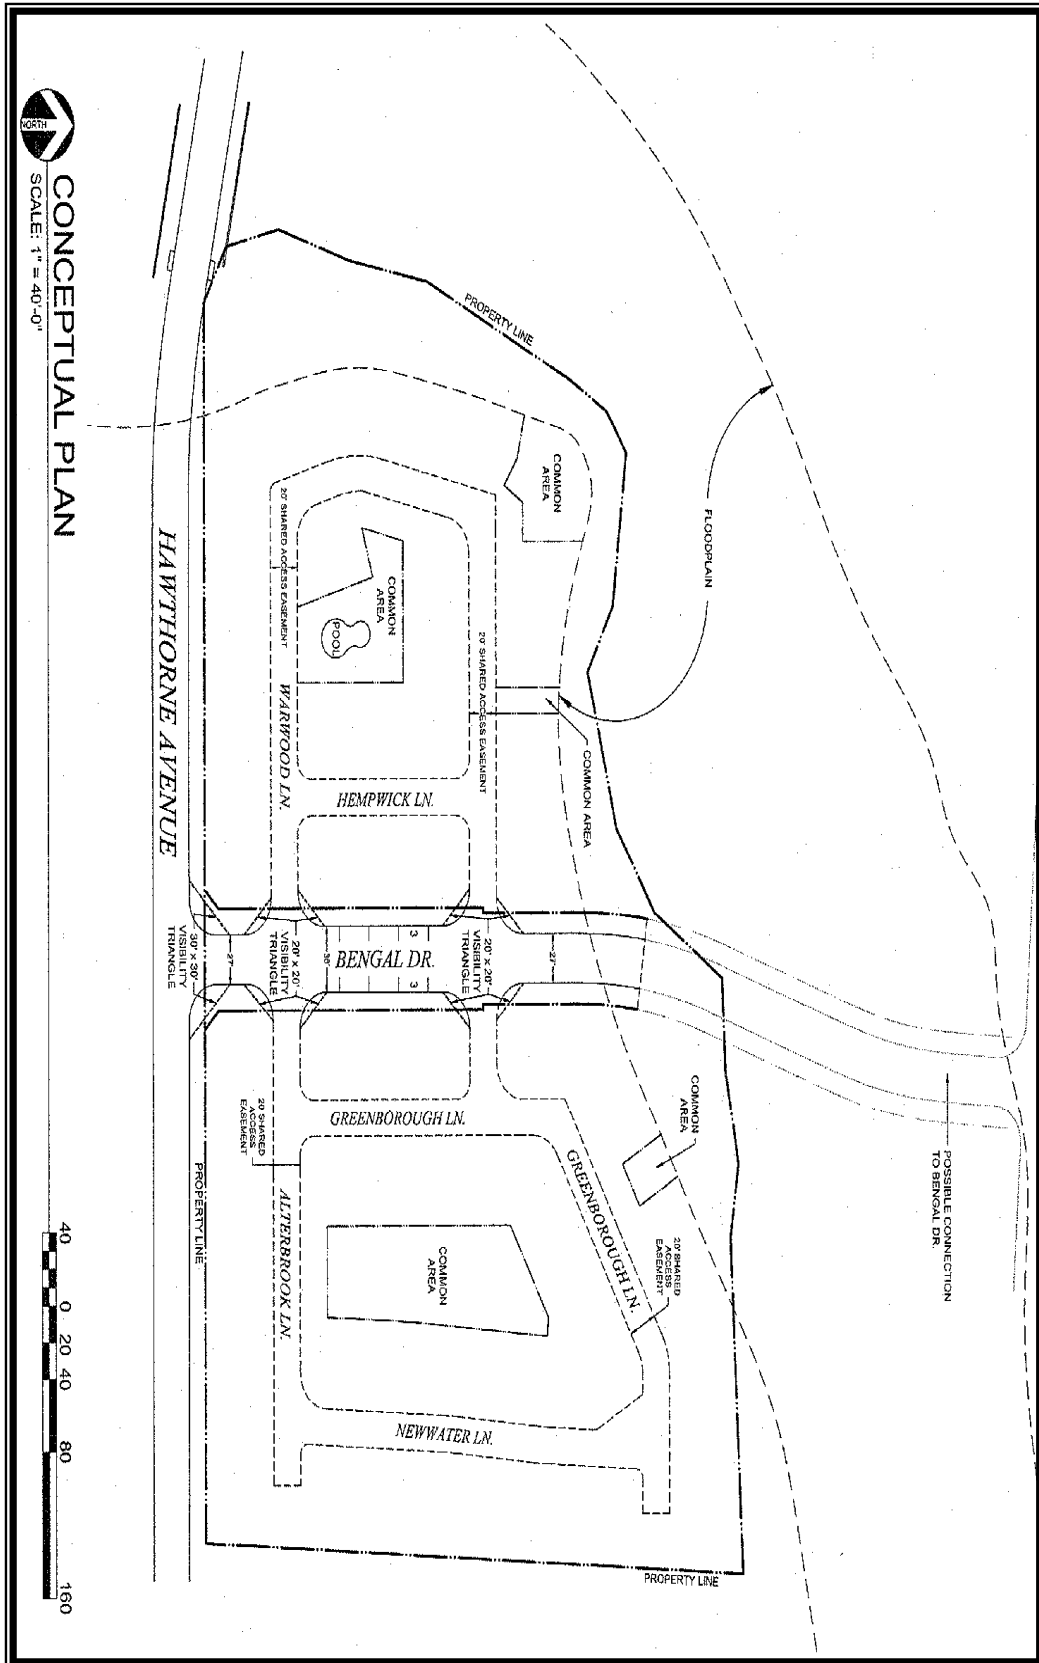 NORTH
CONCEPTUAL PLAN
SCALE: 1" = 40'-0"
HAWTHORNE AVENUE
PROPERTY LINE
FLOODPLAIN
COMMON
AREA
20' SHARED ACCESS EASEMENT
COMMON
AREA
POOL
20' SHARED ACCESS EASEMENT
WARWOOD LN.
HEMPWICK LN.
COMMON AREA
30' x 30'
VISIBILITY
TRIANGLE
27'
20' x 20'
VISIBILITY
TRIANGLE
36'
BENGAL DR.
3
3
20' x 20'
VISIBILITY
TRIANGLE
27'
POSSIBLE CONNECTION
TO BENGAL DR.
COMMON
AREA
GREENBOROUGH LN.
20' SHARED
ACCESS
EASEMENT
PROPERTY LINE
ALTERBROOK LN.
COMMON
AREA
GREENBOROUGH LN.
20' SHARED
ACCESS
EASEMENT
NEWWATER LN.
PROPERTY LINE
40 0 20 40 80 160